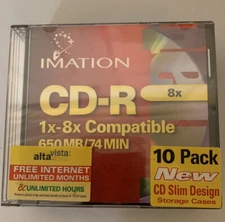 IMATION
CD-R
8x
1x-8x Compatible
650 MB/74 MIN
altavista:
FREE INTERNET
UNLIMITED MONTHS
& UNLIMITED HOURS
10 Pack
New
CD Slim Design
Storage Cases